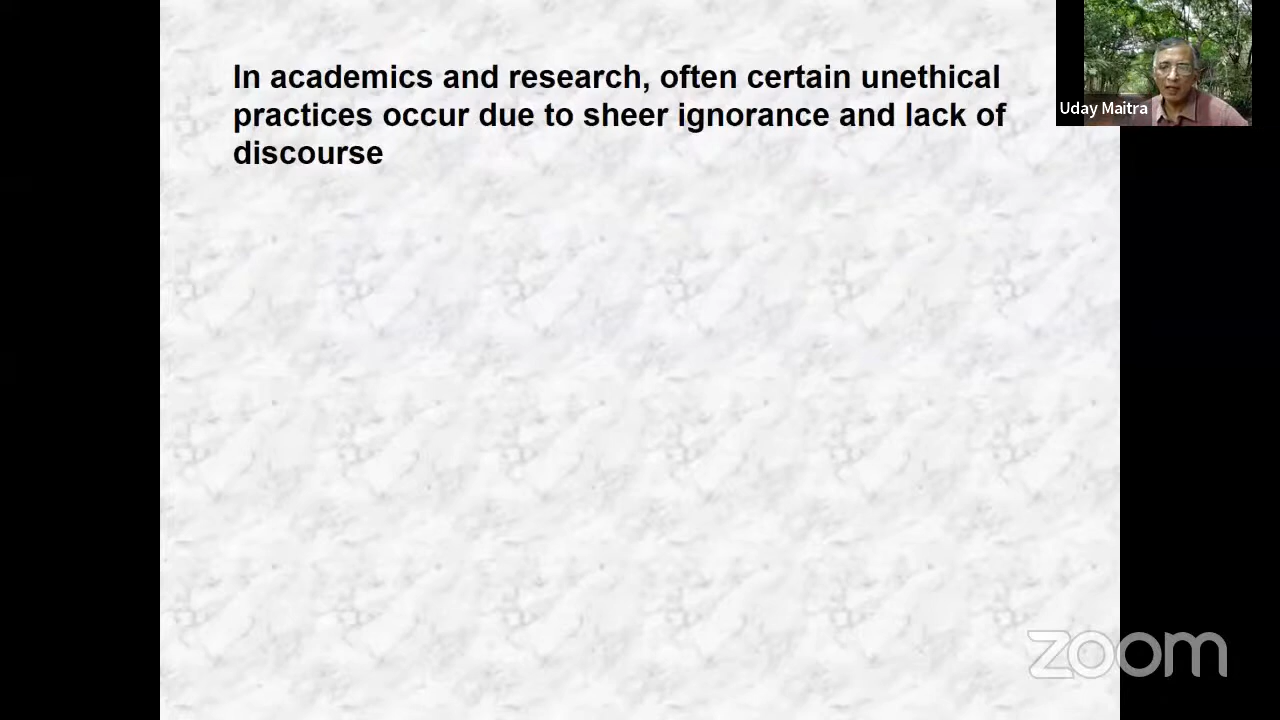 In academics and research, often certain unethical
practices occur due to sheer ignorance and lack of
discourse
Uday Maitra
zoom